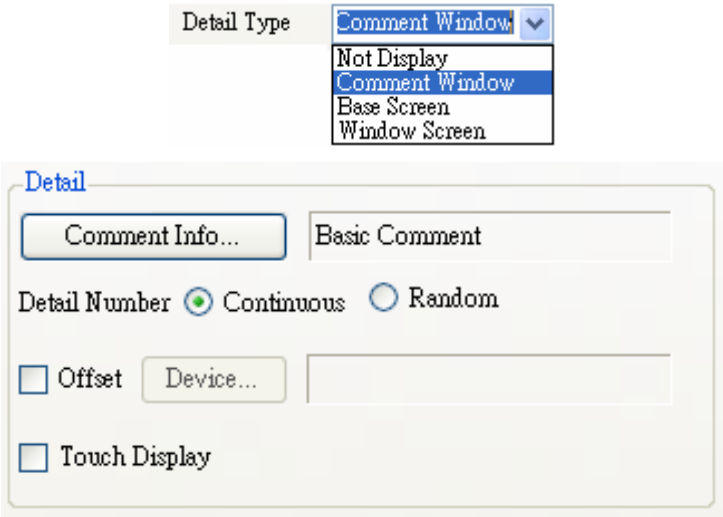 Detail Type Comment Window
Not Display
Comment Window
Base Screen
Window Screen
Detail
Comment Info... Basic Comment
Detail Number Continuous Random
Offset Device...
Touch Display